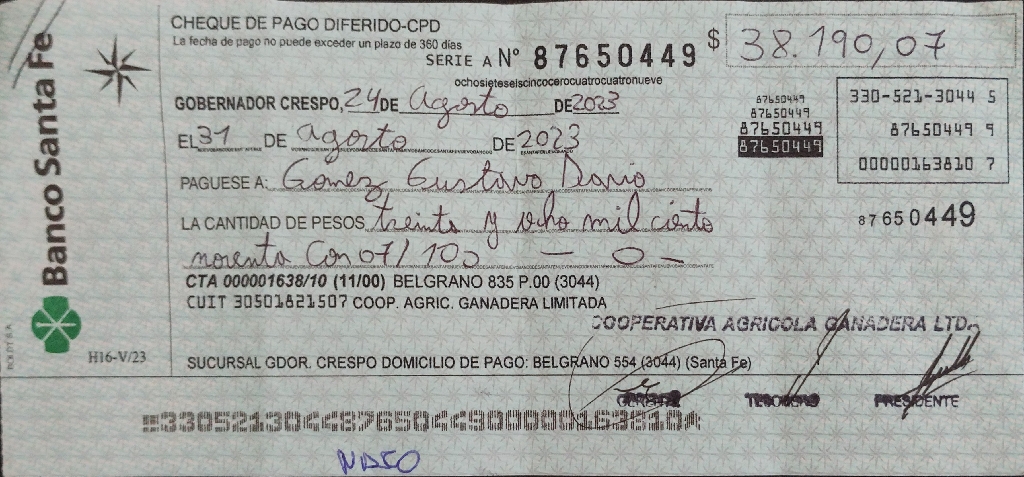 CHEQUE DE PAGO DIFERIDO-CPD
La fecha de pago no puede exceder un plazo de 360 días
SERIE A Nº 87650449
$ 38.190,07
ochosieteseiscincocerocuatrocuatronueve
GOBERNADOR CRESPO, 24 DE Agosto DE 2023
EL 31 DE agosto DE 2023
PAGUESE A: Gomez Gustavo Dario
LA CANTIDAD DE PESOS treinta y ocho mil ciento
noventa con 07/100 — 0 —
CTA 000001638/10 (11/00) BELGRANO 835 P.00 (3044)
CUIT 30501821507 COOP. AGRIC. GANADERA LIMITADA
COOPERATIVA AGRICOLA GANADERA LTD.
SUCURSAL GDOR. CRESPO DOMICILIO DE PAGO: BELGRANO 554 (3044) (Santa Fe)
GERENTE TESORERO PRESIDENTE
87650449
87650449
87650449
87650449
330-521-3044 5
87650449 9
00000163810 7
87650449
Banco Santa Fe
H16-V/23